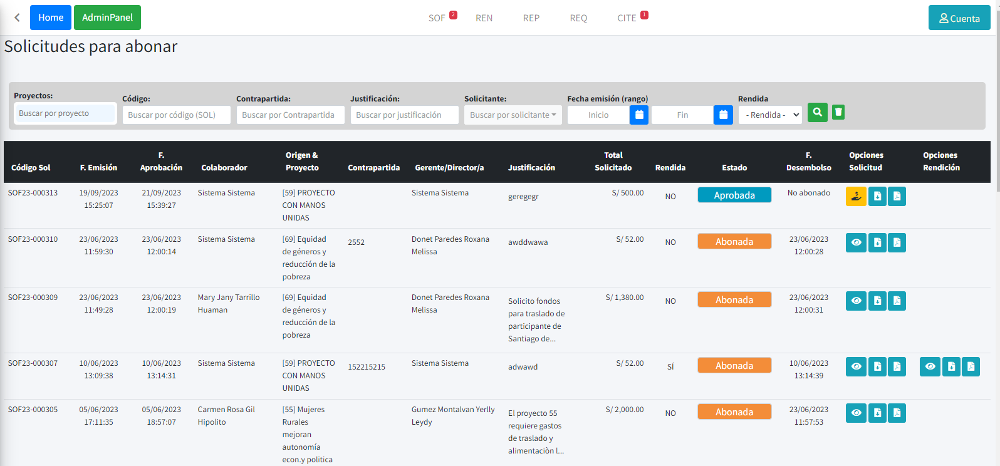 Home AdminPanel SOF 2 REN REP REQ CITE 1 Cuenta
Solicitudes para abonar
Proyectos: Código: Contrapartida: Justificación: Solicitante: Fecha emisión (rango) Rendida
Buscar por proyecto Buscar por código (SOL) Buscar por Contrapartida Buscar por justificación Buscar por solicitante Inicio Fin - Rendida -
F. Origen & Total F. Opciones Opciones
Código Sol F. Emisión Aprobación Colaborador Proyecto Contrapartida Gerente/Director/a Justificación Solicitado Rendida Estado Desembolso Solicitud Rendición
SOF23-000313 19/09/2023 21/09/2023 Sistema Sistema [59] PROYECTO Sistema Sistema geregegr S/ 500.00 NO Aprobada No abonado
15:25:07 15:39:27 CON MANOS
UNIDAS
SOF23-000310 23/06/2023 23/06/2023 Sistema Sistema [69] Equidad 2552 Donet Paredes Roxana awddwawa S/ 52.00 NO Abonada 23/06/2023
11:59:30 12:00:14 de géneros y Melissa 12:00:28
reducción de la
pobreza
SOF23-000309 23/06/2023 23/06/2023 Mary Jany Tarrillo [69] Equidad Donet Paredes Roxana Solicito fondos S/ 1,380.00 NO Abonada 23/06/2023
11:49:28 12:00:19 Huaman de géneros y Melissa para traslado de 12:00:31
reducción de la participante de
pobreza Santiago de...
SOF23-000307 10/06/2023 10/06/2023 Sistema Sistema [59] PROYECTO 152215215 Sistema Sistema adwawd S/ 52.00 SÍ Abonada 10/06/2023
13:09:38 13:14:31 CON MANOS 13:14:39
UNIDAS
SOF23-000305 05/06/2023 05/06/2023 Carmen Rosa Gil [55] Mujeres Gumez Montalvan Yerlly El proyecto 55 S/ 2,000.00 NO Abonada 23/06/2023
17:11:35 18:57:07 Hipolito Rurales Leydy requiere gastos 11:57:53
mejoran de traslado y
autonomía alimentaciòn l...
econ.y politica